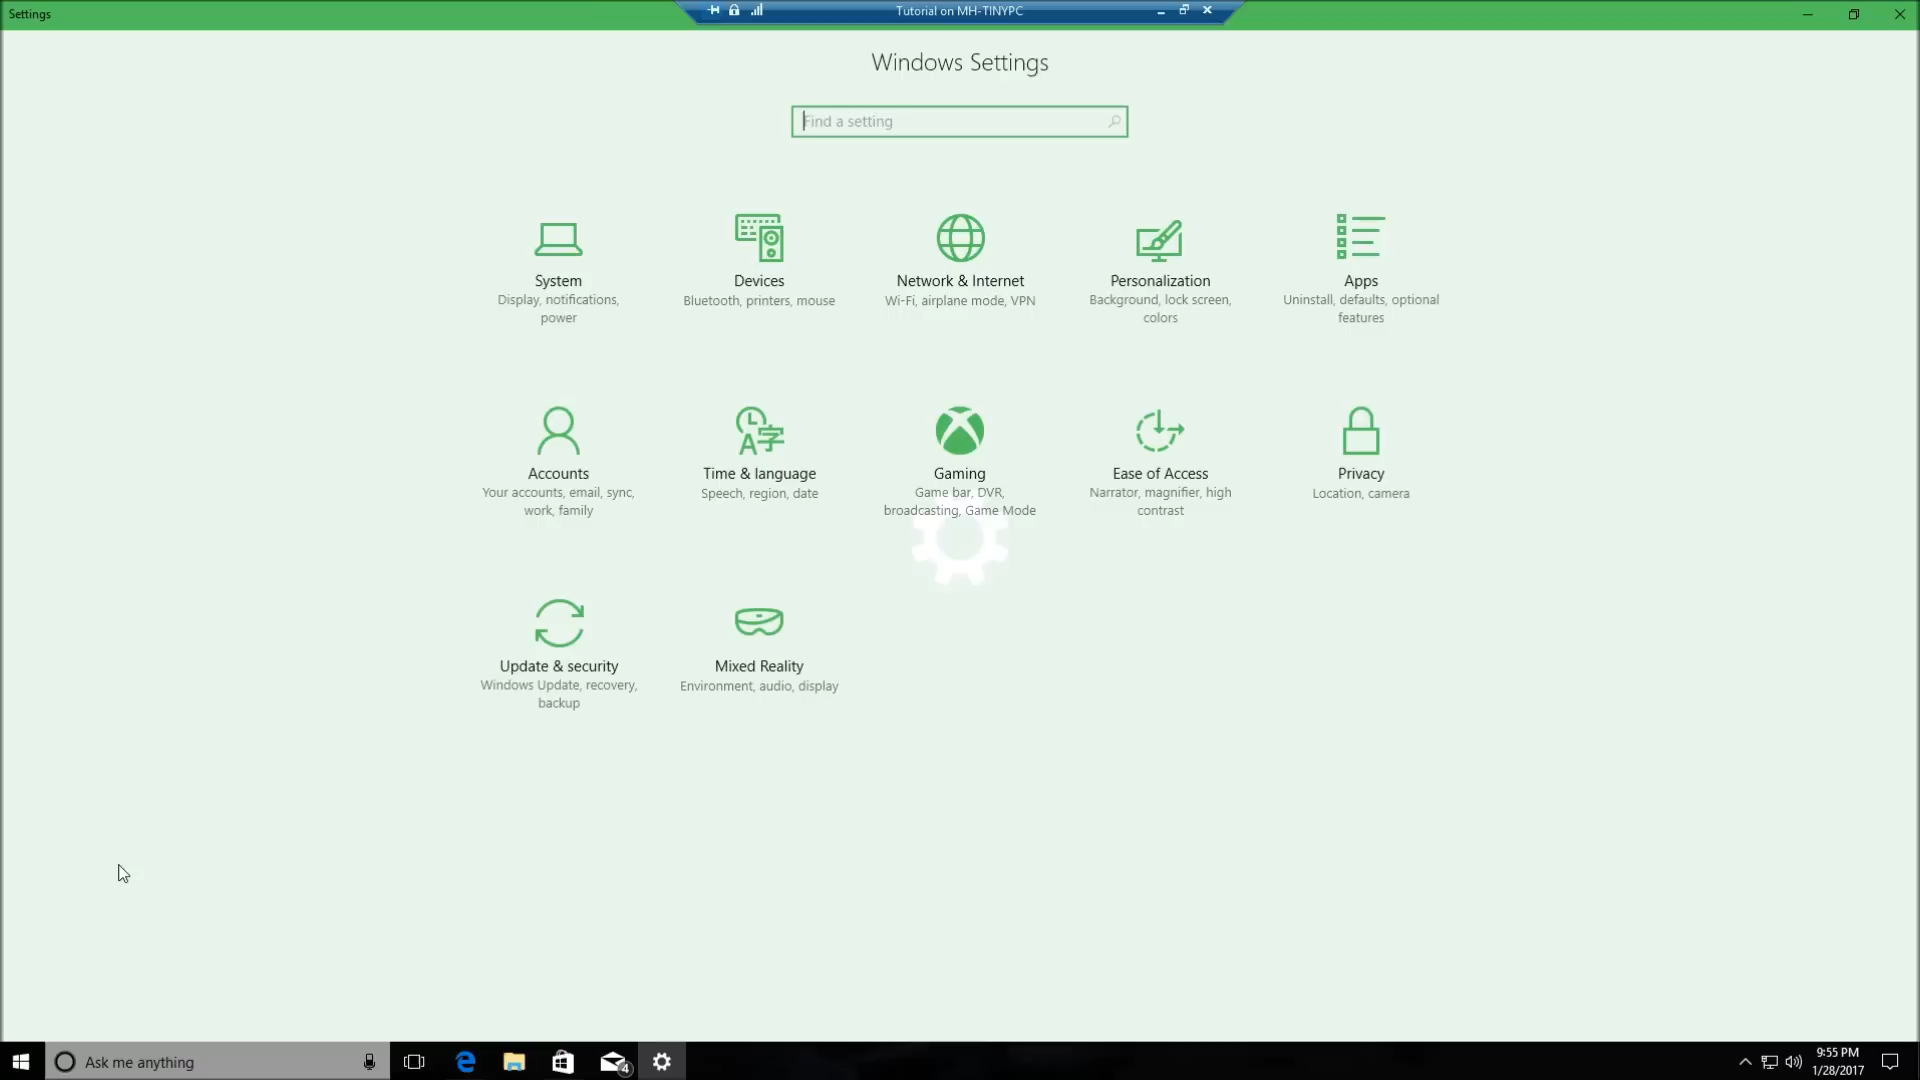 Settings
Tutorial on MH-TINYPC
Windows Settings
Find a setting
System
Display, notifications,
power
Devices
Bluetooth, printers, mouse
Network & Internet
Wi-Fi, airplane mode, VPN
Personalization
Background, lock screen,
colors
Apps
Uninstall, defaults, optional
features
Accounts
Your accounts, email, sync,
work, family
Time & language
Speech, region, date
Gaming
Game bar, DVR,
broadcasting, Game Mode
Ease of Access
Narrator, magnifier, high
contrast
Privacy
Location, camera
Update & security
Windows Update, recovery,
backup
Mixed Reality
Environment, audio, display
Ask me anything
4
9:55 PM
1/28/2017